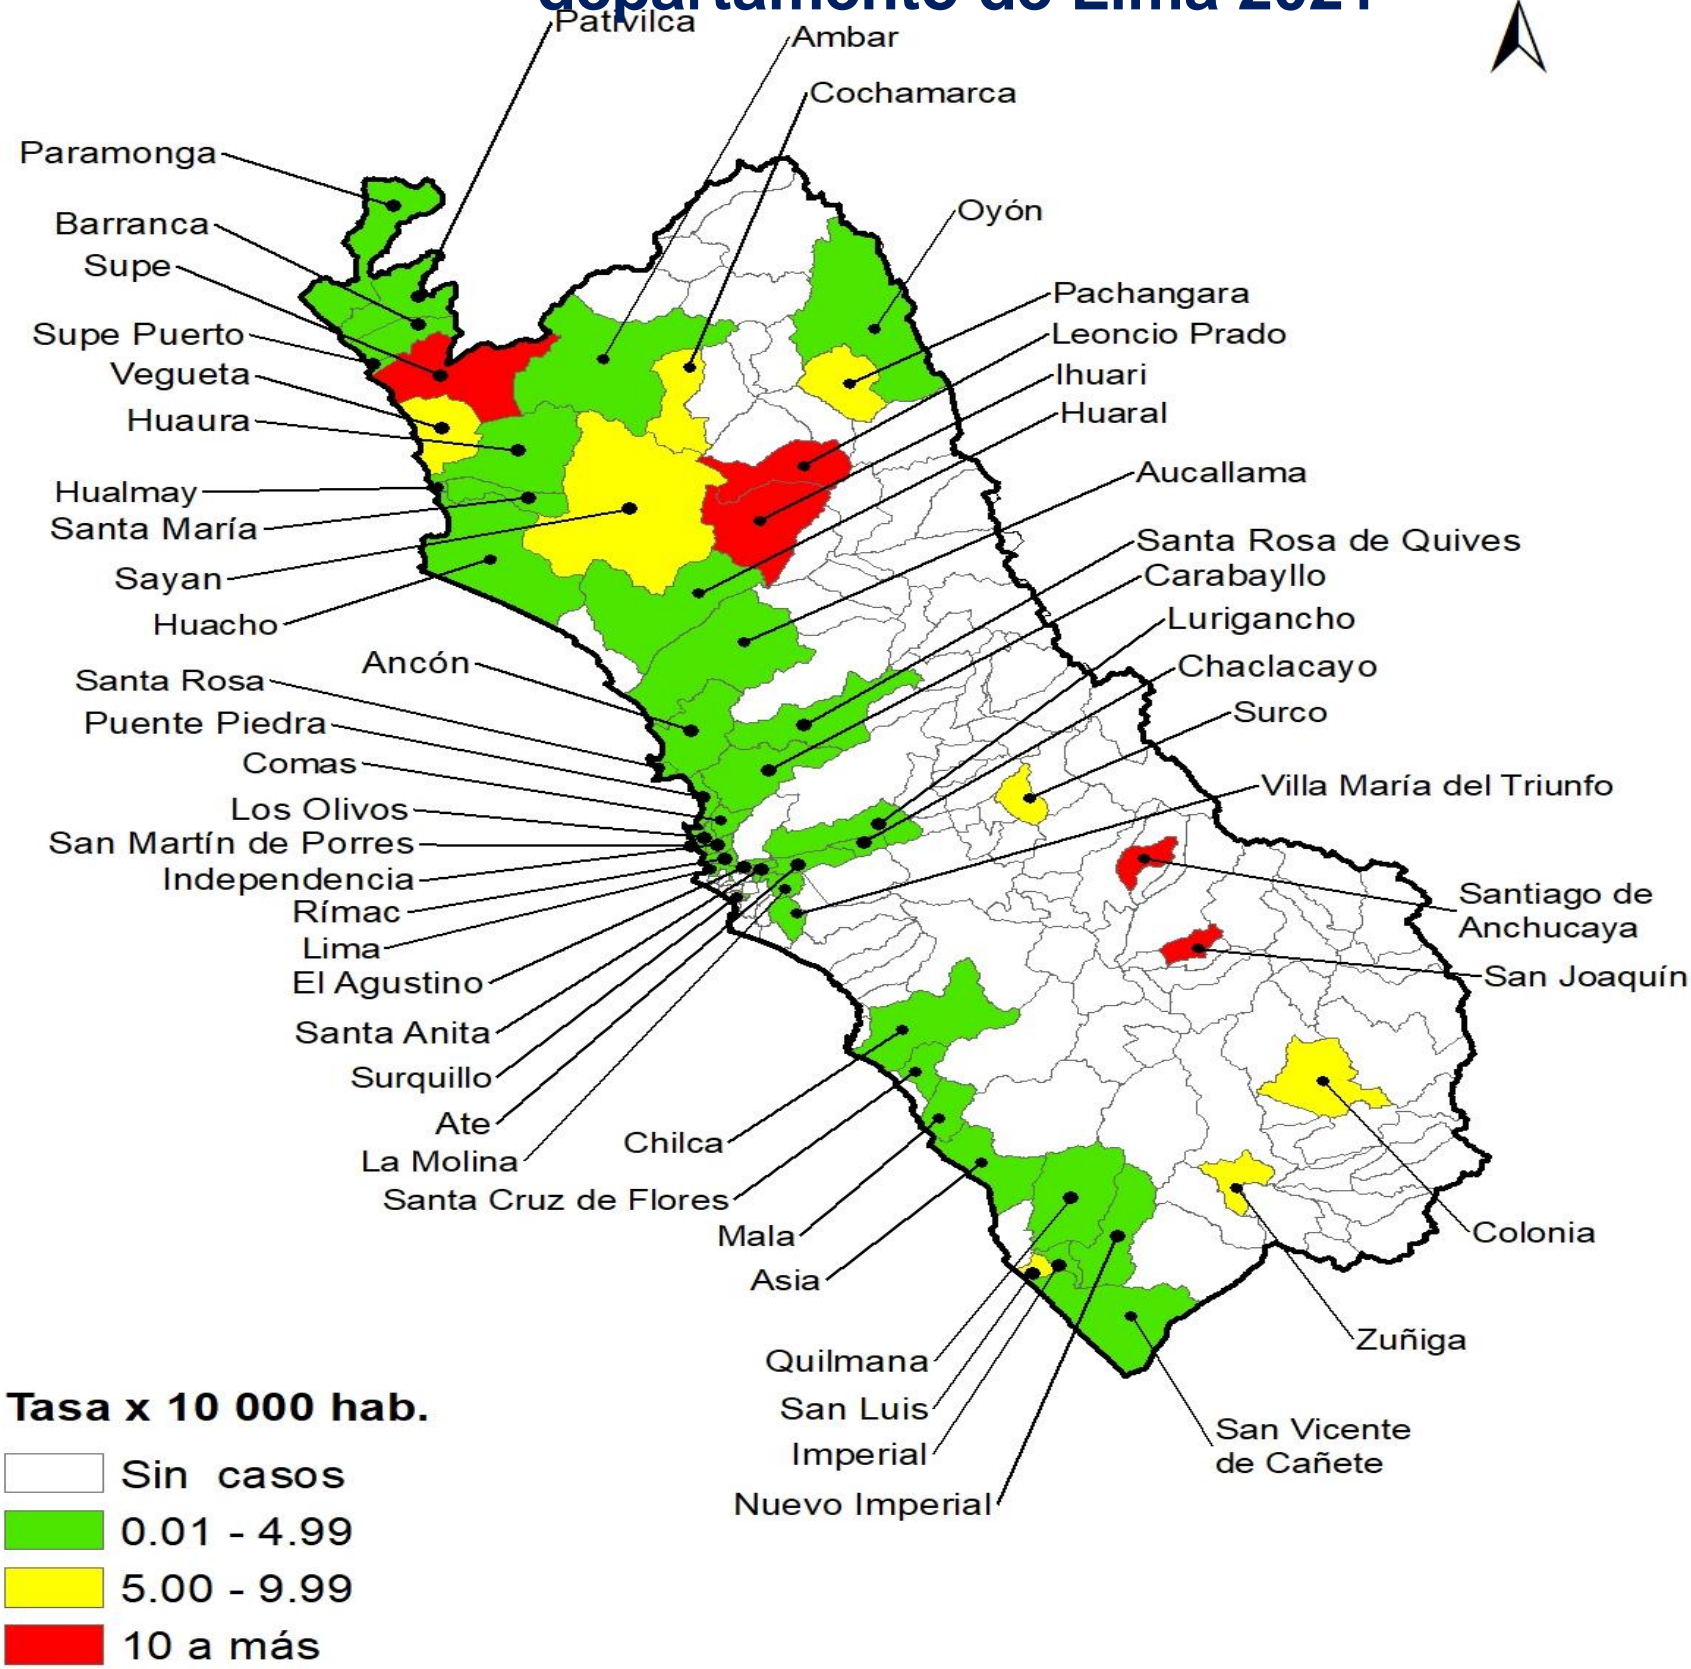 departamento de Lima 2021
Pativilca
Ambar
Cochamarca
Paramonga
Oyón
Barranca
Supe
Pachangara
Supe Puerto
Leoncio Prado
Vegueta
Ihuari
Huaura
Huaral
Aucallama
Hualmay
Santa María
Santa Rosa de Quives
Sayan
Carabayllo
Huacho
Lurigancho
Ancón
Chaclacayo
Santa Rosa
Surco
Puente Piedra
Comas
Villa María del Triunfo
Los Olivos
San Martín de Porres
Independencia
Santiago de
Anchucaya
Rímac
Lima
San Joaquín
El Agustino
Santa Anita
Surquillo
Ate
Chilca
La Molina
Santa Cruz de Flores
Mala
Colonia
Asia
Zuñiga
Quilmana
San Luis
San Vicente
de Cañete
Imperial
Nuevo Imperial
Tasa x 10 000 hab.
Sin casos
0.01 - 4.99
5.00 - 9.99
10 a más